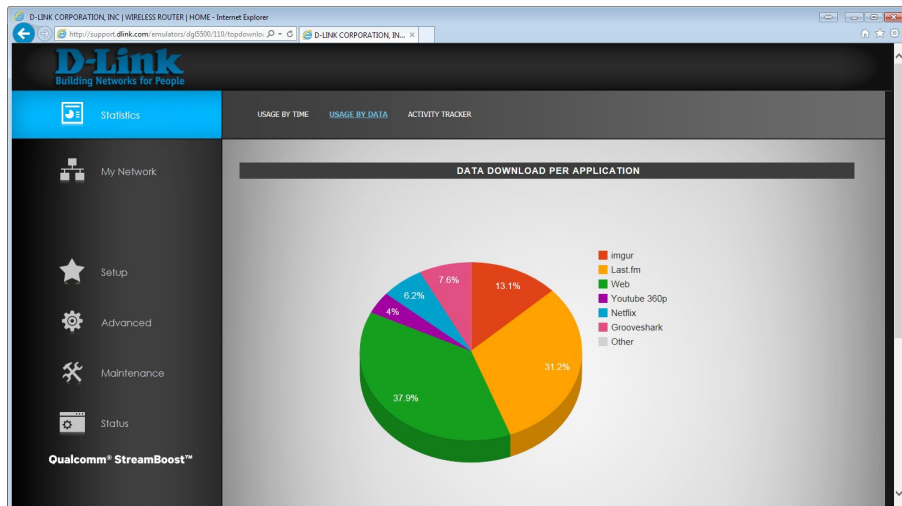 D-LINK CORPORATION, INC | WIRELESS ROUTER | HOME - Internet Explorer
http://support.dlink.com/emulators/dgl5500/110/topdownloa
D-LINK CORPORATION, IN...
D-Link
Building Networks for People
Statistics
USAGE BY TIME USAGE BY DATA ACTIVITY TRACKER
My Network
DATA DOWNLOAD PER APPLICATION
imgur
Last.fm
Web
Youtube 360p
Netflix
Grooveshark
Other
7.6%
13.1%
6.2%
4%
31.2%
37.9%
Setup
Advanced
Maintenance
Status
Qualcomm® StreamBoost™